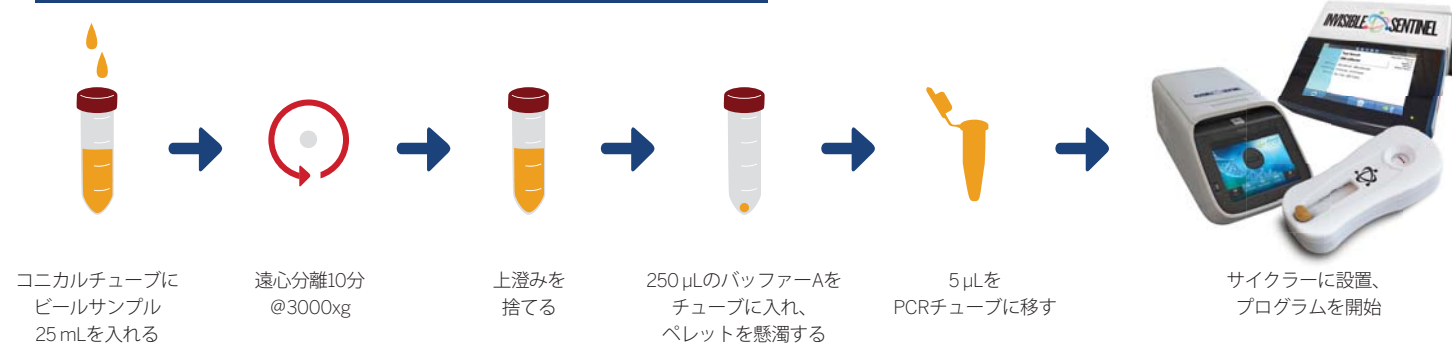 INVISIBLE SENTINEL
コニカルチューブに
ビールサンプル
25 mLを入れる
遠心分離10分
@3000xg
上澄みを
捨てる
250 µLのバッファーAを
チューブに入れ、
ペレットを懸濁する
5 µLを
PCRチューブに移す
サイクラーに設置、
プログラムを開始